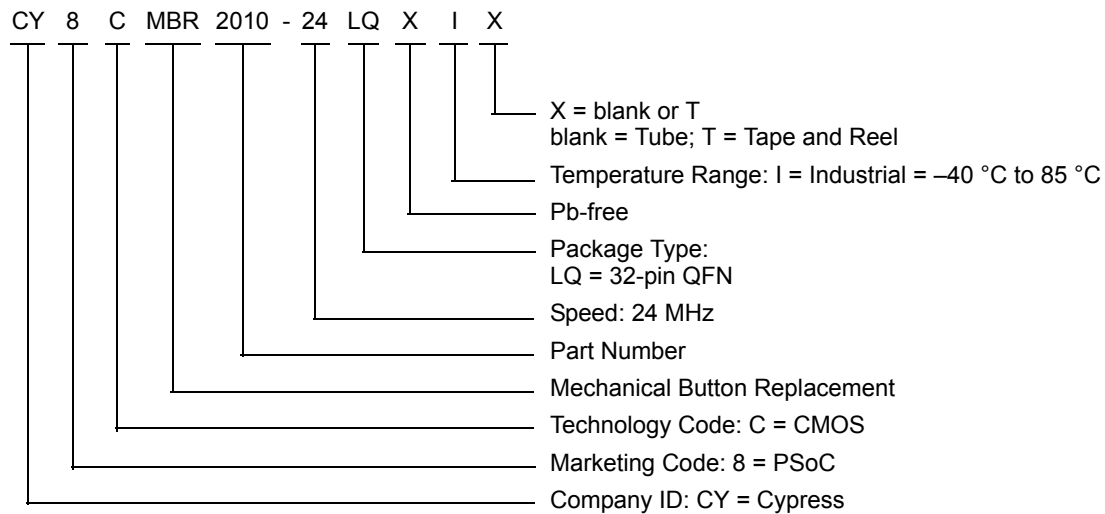 CY 8 C MBR 2010 - 24 LQ X I X
X = blank or T
blank = Tube; T = Tape and Reel
Temperature Range: I = Industrial = –40 °C to 85 °C
Pb-free
Package Type:
LQ = 32-pin QFN
Speed: 24 MHz
Part Number
Mechanical Button Replacement
Technology Code: C = CMOS
Marketing Code: 8 = PSoC
Company ID: CY = Cypress